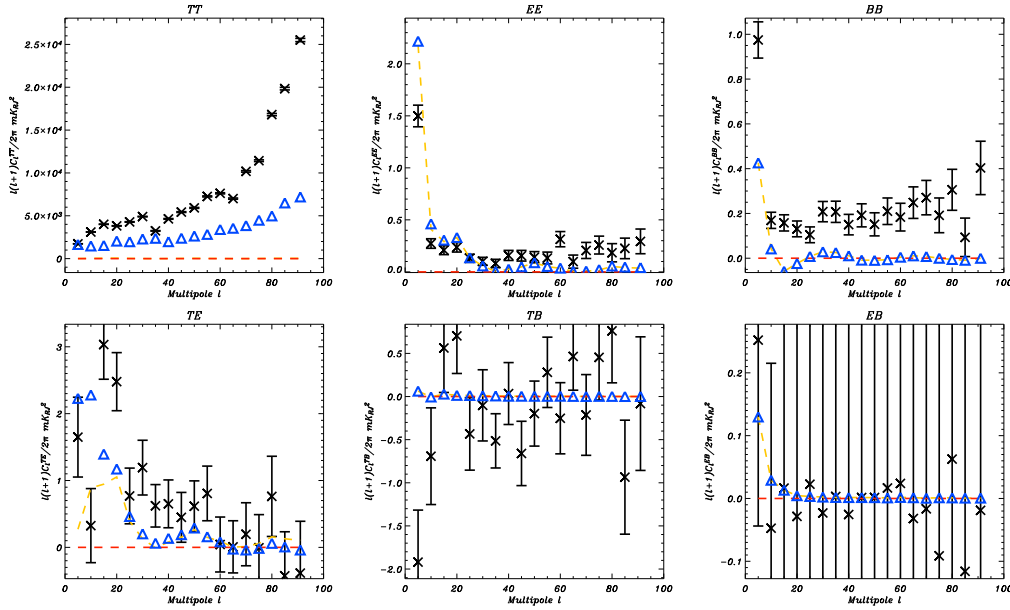 TT
EE
BB
2.5×10⁴
2.0×10⁴
1.5×10⁴
1.0×10⁴
5.0×10³
0
l(l+1)C_l^TT/2π mK_RJ²
0 20 40 60 80 100
Multipole l
2.5
2.0
1.5
1.0
0.5
0.0
l(l+1)C_l^EE/2π mK_RJ²
0 20 40 60 80 100
Multipole l
1.0
0.8
0.6
0.4
0.2
0.0
l(l+1)C_l^BB/2π mK_RJ²
0 20 40 60 80 100
Multipole l
TE
TB
EB
3
2
1
0
l(l+1)C_l^TE/2π mK_RJ²
0 20 40 60 80 100
Multipole l
0.5
0.0
-0.5
-1.0
-1.5
-2.0
l(l+1)C_l^TB/2π mK_RJ²
0 20 40 60 80 100
Multipole l
0.2
0.1
0.0
-0.1
l(l+1)C_l^EB/2π mK_RJ²
0 20 40 60 80 100
Multipole l